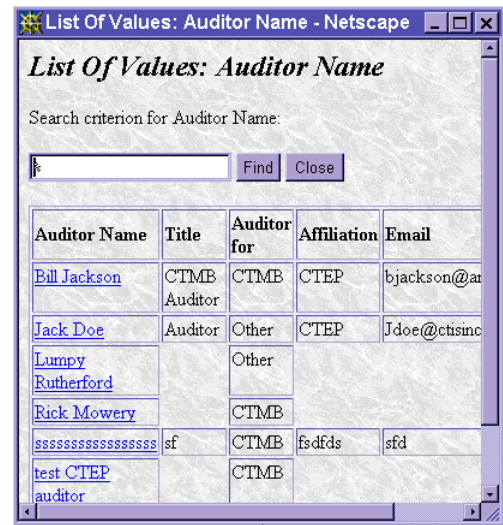 List Of Values: Auditor Name - Netscape
List Of Values: Auditor Name
Search criterion for Auditor Name:
% Find Close
Auditor Name Title Auditor for Affiliation Email
Bill Jackson CTMB Auditor CTMB CTEP bjackson@ar
Jack Doe Auditor Other CTEP Jdoe@ctisinc
Lumpy Rutherford Other
Rick Mowery CTMB
sssssssssssssssss sf CTMB fsdfds sfd
test CTEP auditor CTMB